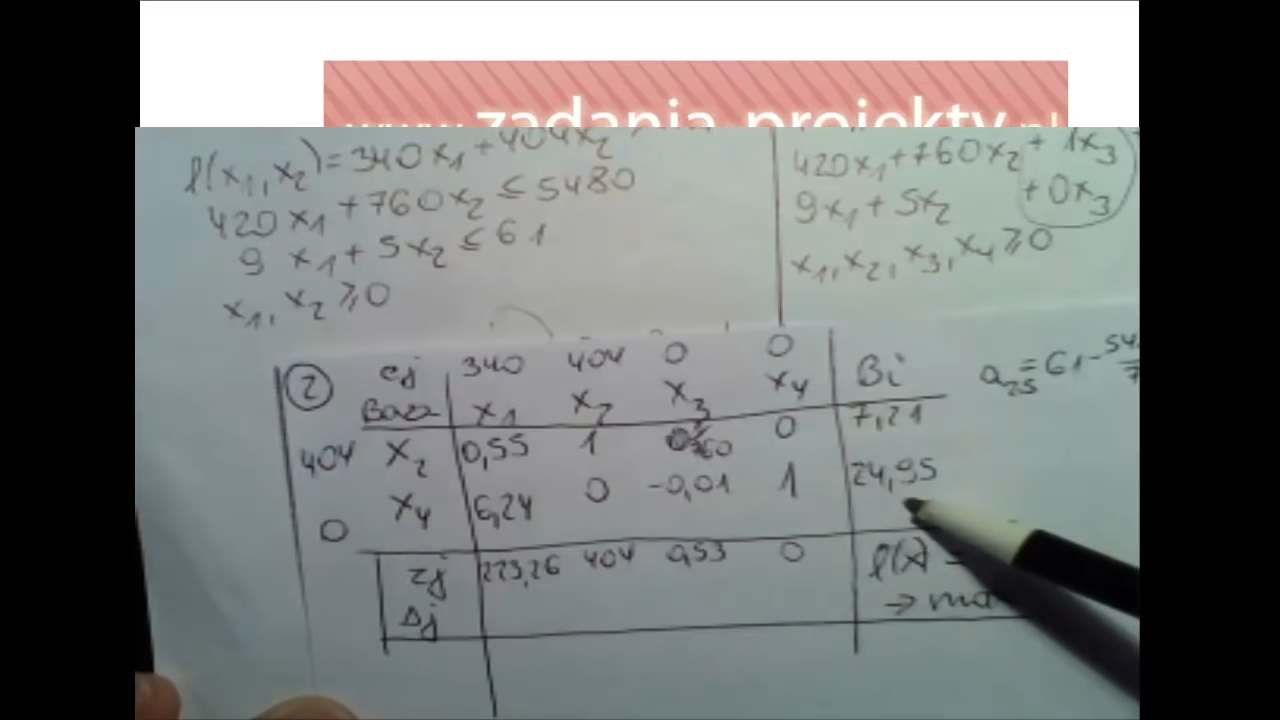 www.zadania-projekty.pl
f(x₁,x₂)=340x₁+404x₂
420x₁+760x₂≤5480
9x₁+5x₂≤61
x₁,x₂≥0
420x₁+760x₂+1x₃
9x₁+5x₂ +0x₃
x₁,x₂,x₃,x₄≥0
2 cj 340 404 0 0 Bi
Baza x₁ x₂ x₃ x₄
404 x₂ 0,55 1 0 7,21
0 x₄ 6,24 0 -0,01 1 24,95
zj 223,26 404 0,53 0 f(x)=
Δj →
a₂₅=61-